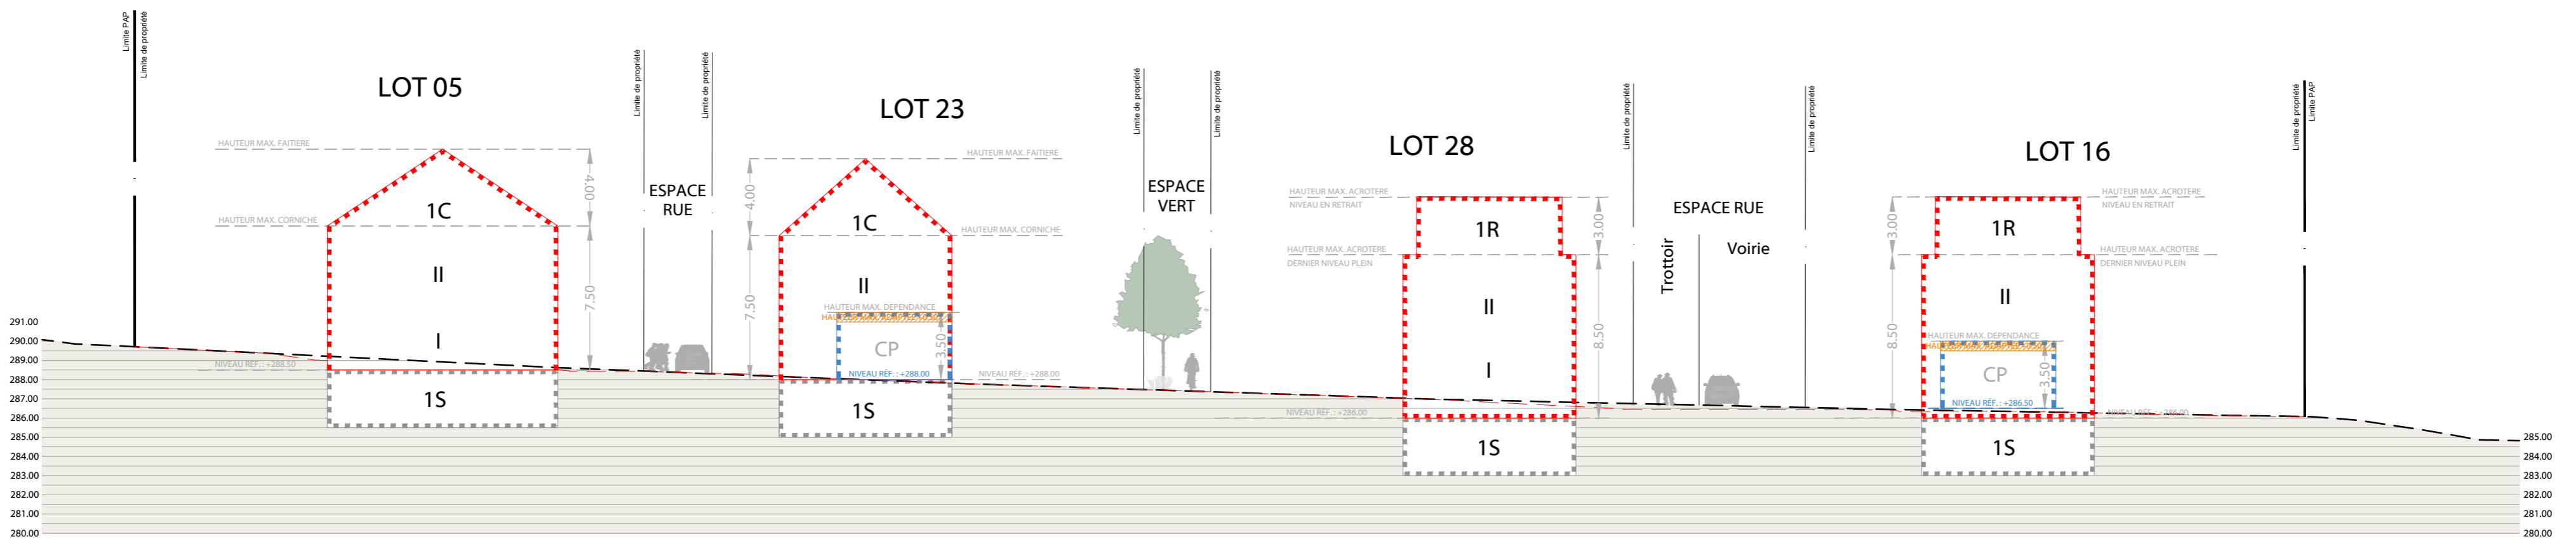 Limite PAP
Limite de propriété
LOT 05
HAUTEUR MAX. FAITIERE
HAUTEUR MAX. CORNICHE
4.00
7.50
1C
II
I
1S
NIVEAU RÉF. : +288.50
Limite de propriété
Limite de propriété
ESPACE
RUE
LOT 23
HAUTEUR MAX. FAITIERE
HAUTEUR MAX. CORNICHE
4.00
7.50
1C
II
HAUTEUR MAX. DEPENDANCE
CP
3.50
NIVEAU RÉF. : +288.00
NIVEAU RÉF. : +288.00
1S
Limite de propriété
Limite de propriété
ESPACE
VERT
LOT 28
HAUTEUR MAX. ACROTERE
NIVEAU EN RETRAIT
HAUTEUR MAX. ACROTERE
DERNIER NIVEAU PLEIN
3.00
8.50
1R
II
I
1S
NIVEAU RÉF. : +286.00
Limite de propriété
Limite de propriété
ESPACE RUE
Trottoir
Voirie
LOT 16
HAUTEUR MAX. ACROTERE
NIVEAU EN RETRAIT
HAUTEUR MAX. ACROTERE
DERNIER NIVEAU PLEIN
3.00
8.50
1R
II
HAUTEUR MAX. DEPENDANCE
CP
3.50
NIVEAU RÉF. : +286.50
NIVEAU RÉF. : +286.00
1S
Limite de propriété
Limite PAP
291.00
290.00
289.00
288.00
287.00
286.00
285.00
284.00
283.00
282.00
281.00
280.00
285.00
284.00
283.00
282.00
281.00
280.00